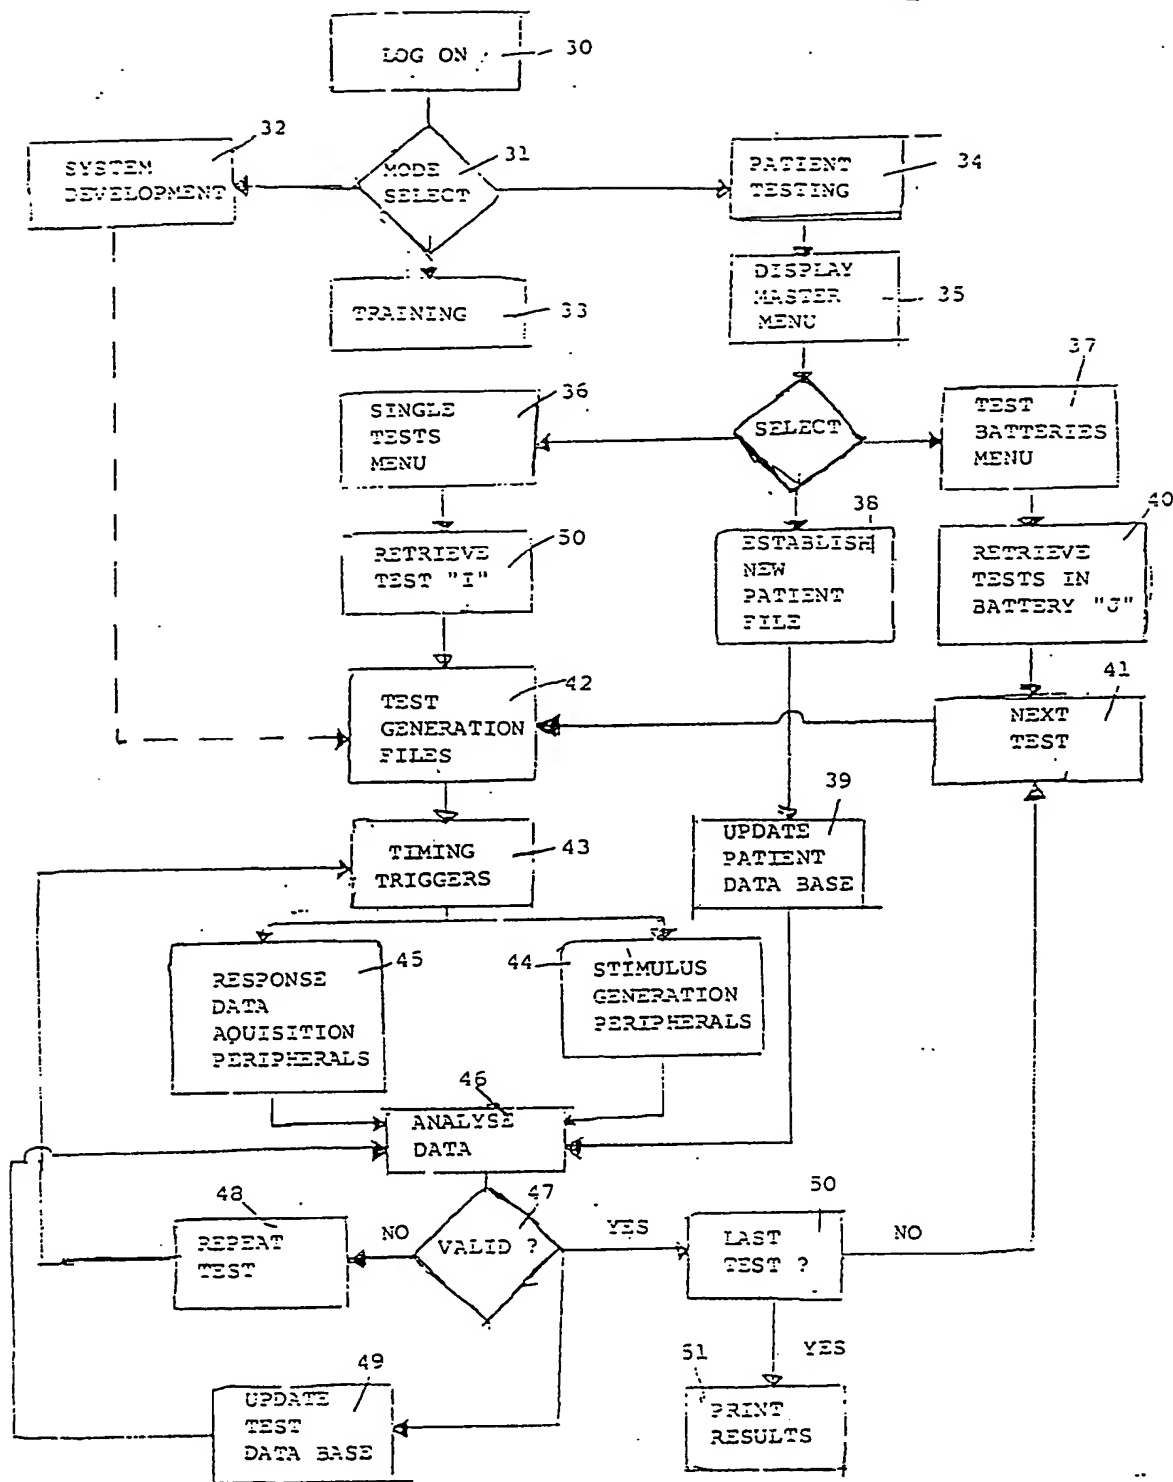 LOG ON
30
32
SYSTEM
DEVELOPMENT
MODE
SELECT
31
PATIENT
TESTING
34
TRAINING
33
DISPLAY
MASTER
MENU
35
SINGLE
TESTS
MENU
36
SELECT
37
TEST
BATTERIES
MENU
RETRIEVE
TEST "I"
50
38
ESTABLISH
NEW
PATIENT
FILE
40
RETRIEVE
TESTS IN
BATTERY "J"
TEST
GENERATION
FILES
42
41
NEXT
TEST
TIMING
TRIGGERS
43
39
UPDATE
PATIENT
DATA BASE
RESPONSE
DATA
AQUISITION
PERIPHERALS
45
44
STIMULUS
GENERATION
PERIPHERALS
46
ANALYSE
DATA
48
REPEAT
TEST
NO
VALID ?
47
YES
50
LAST
TEST ?
NO
YES
49
UPDATE
TEST
DATA BASE
51
PRINT
RESULTS